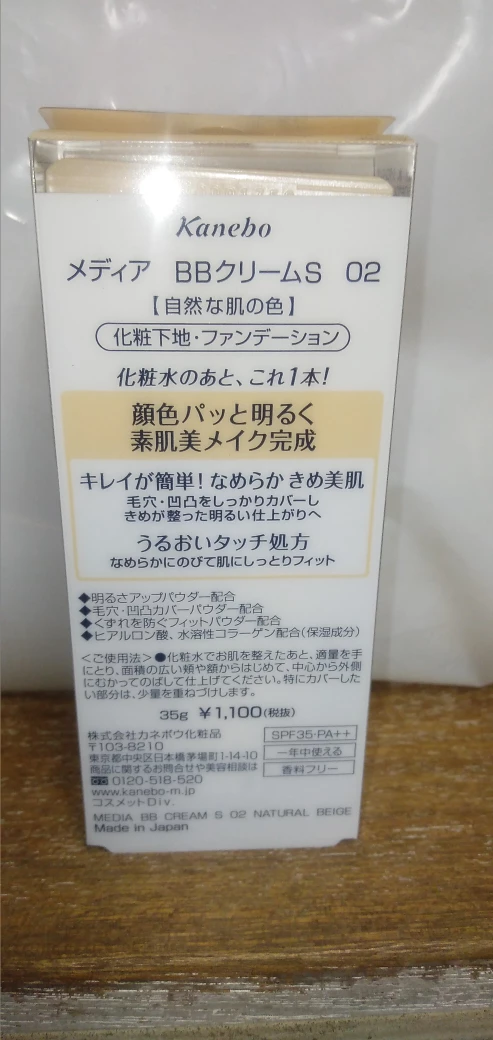 Kanebo
メディア BBクリームS 02
【自然な肌の色】
化粧下地・ファンデーション
化粧水のあと、これ1本!
顔色パッと明るく
素肌美メイク完成
キレイが簡単! なめらか きめ美肌
毛穴・凹凸をしっかりカバーし
きめが整った明るい仕上がりへ
うるおいタッチ処方
なめらかにのびて肌にしっとりフィット
◆明るさアップパウダー配合
◆毛穴・凹凸カバーパウダー配合
◆くずれを防ぐフィットパウダー配合
◆ヒアルロン酸、水溶性コラーゲン配合(保湿成分)
<ご使用法>●化粧水でお肌を整えたあと、適量を手
にとり、面積の広い頬や額からはじめて、中心から外側
にむかってのばして仕上げてください。特にカバーした
い部分は、少量を重ねづけします。
35g ¥1,100(税抜)
株式会社カネボウ化粧品
〒103-8210
東京都中央区日本橋茅場町1-14-10
商品に関するお問合せや美容相談は
0120-518-520
www.kanebo-m.jp
コスメットDiv.
SPF35・PA++
一年中使える
香料フリー
MEDIA BB CREAM S 02 NATURAL BEIGE
Made in Japan